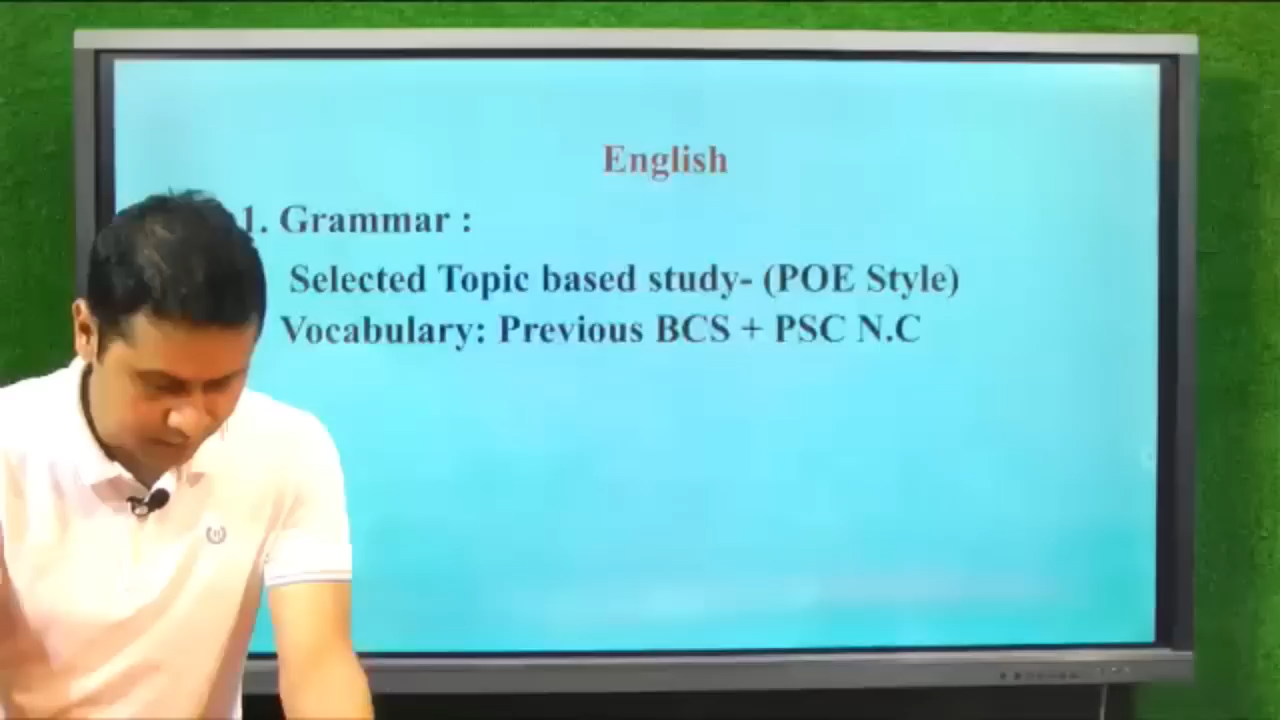 English
1. Grammar :
Selected Topic based study- (POE Style)
Vocabulary: Previous BCS + PSC N.C